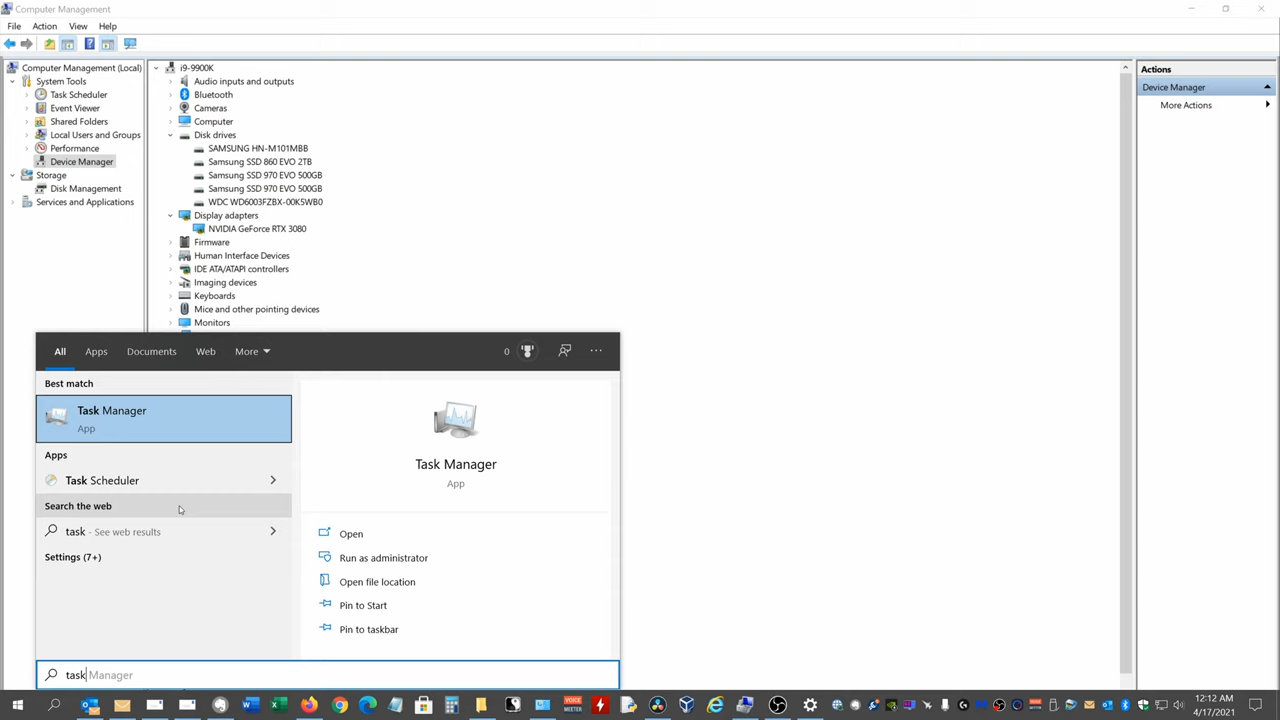 Computer Management
File Action View Help
Computer Management (Local)
System Tools
Task Scheduler
Event Viewer
Shared Folders
Local Users and Groups
Performance
Device Manager
Storage
Disk Management
Services and Applications
i9-9900K
Audio inputs and outputs
Bluetooth
Cameras
Computer
Disk drives
SAMSUNG HN-M101MBB
Samsung SSD 860 EVO 2TB
Samsung SSD 970 EVO 500GB
Samsung SSD 970 EVO 500GB
WDC WD6003FZBX-00K5WB0
Display adapters
NVIDIA GeForce RTX 3080
Firmware
Human Interface Devices
IDE ATA/ATAPI controllers
Imaging devices
Keyboards
Mice and other pointing devices
Monitors
Actions
Device Manager
More Actions
All Apps Documents Web More 0
Best match
Task Manager
App
Apps
Task Scheduler
Search the web
task - See web results
Settings (7+)
Task Manager
App
Open
Run as administrator
Open file location
Pin to Start
Pin to taskbar
task Manager
VOICE
MEETER
12:12 AM
4/17/2021